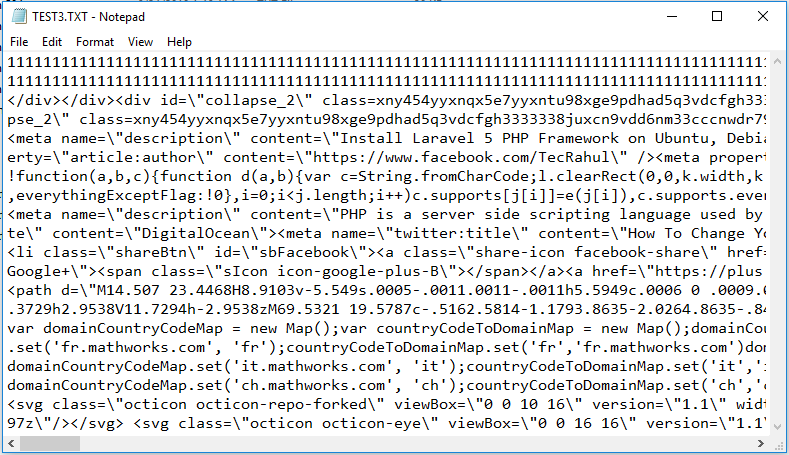 TEST3.TXT - Notepad
File Edit Format View Help
1111111111111111111111111111111111111111111111111111111111111111111111111111111111111
1111111111111111111111111111111111111111111111111111111111111111111111111111111111111
</div></div><div id=\"collapse_2\" class=xny454yyxnqx5e7yyxntu98xge9pdhad5q3vdcfgh333
pse_2\" class=xny454yyxntu98xge9pdhad5q3vdcfgh3333338juxcn9vdd6nm33cccnwdr79
<meta name=\"description\" content=\"Install Laravel 5 PHP Framework on Ubuntu, Debia
erty=\"article:author\" content=\"https://www.facebook.com/TecRahul\" /><meta propert
!function(a,b,c){function d(a,b){var c=String.fromCharCode;l.clearRect(0,0,k.width,k
,everythingExceptFlag:!0},i=0;i<j.length;i++)c.supports[j[i]]=e(j[i]),c.supports.ever
<meta name=\"description\" content=\"PHP is a server side scripting language used by
te\" content=\"DigitalOcean\"><meta name=\"twitter:title\" content=\"How To Change Yo
<li class=\"shareBtn\" id=\"sbFacebook\"><a class=\"share-icon facebook-share\" href=
Google+\"><span class=\"sIcon icon-google-plus-B\"></span></a><a href=\"https://plus
<path d=\"M14.507 23.4468H8.9103v-5.549s.0005-.0011.0011-.0011h5.5949c.0006 0 .0009.0
.3729h2.9538V11.7294h-2.9538zM69.5321 19.5787c-.5162.5814-1.1793.8635-2.0264.8635-.84
var domainCountryCodeMap = new Map();var countryCodeToDomainMap = new Map();domainCou
.set('fr.mathworks.com', 'fr');countryCodeToDomainMap.set('fr','fr.mathworks.com')dom
domainCountryCodeMap.set('it.mathworks.com', 'it');countryCodeToDomainMap.set('it','i
domainCountryCodeMap.set('ch.mathworks.com', 'ch');countryCodeToDomainMap.set('ch','c
<svg class=\"octicon octicon-repo-forked\" viewBox=\"0 0 10 16\" version=\"1.1\" widt
97z\"/></svg> <svg class=\"octicon octicon-eye\" viewBox=\"0 0 16 16\" version=\"1.1\